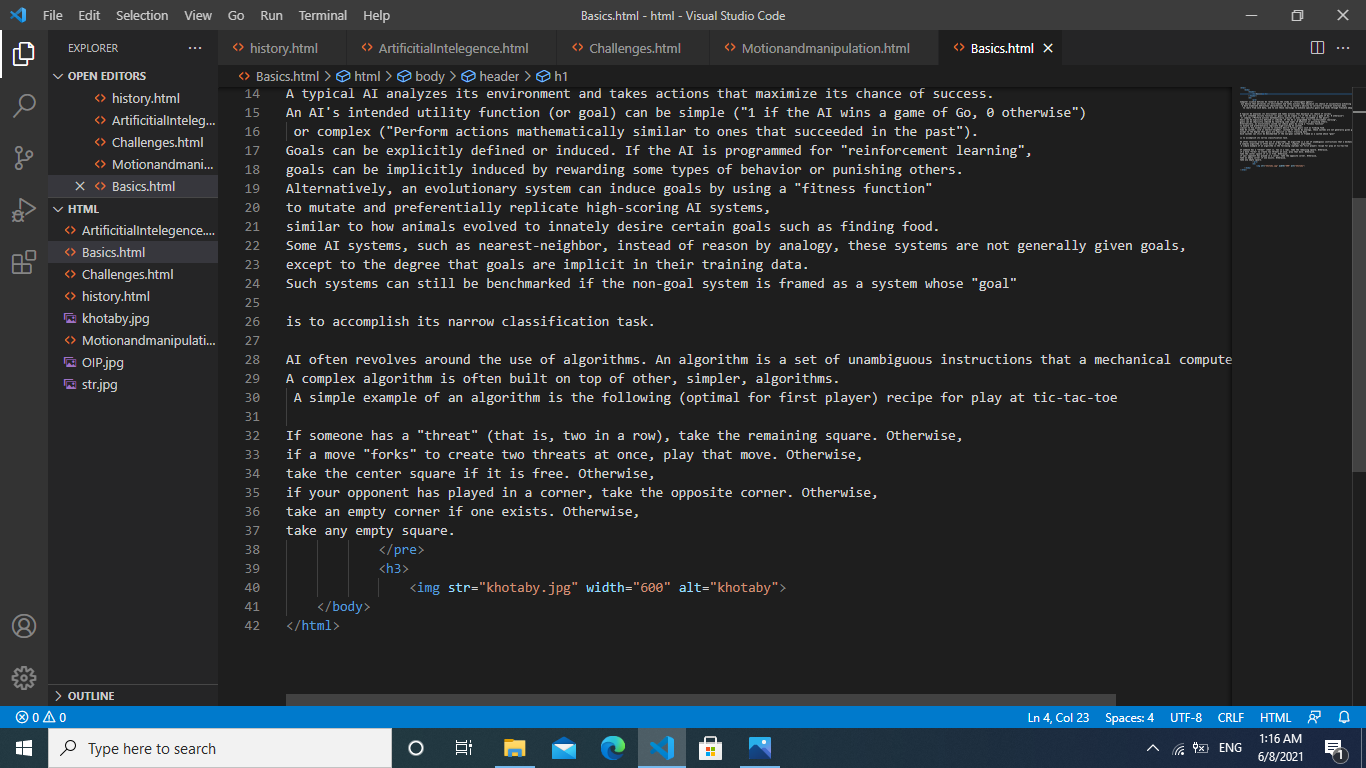 File Edit Selection View Go Run Terminal Help
Basics.html - html - Visual Studio Code
EXPLORER
history.html
ArtificitialIntelegence.html
Challenges.html
Motionandmanipulation.html
Basics.html
OPEN EDITORS
history.html
ArtificitialInteleg...
Challenges.html
Motionandmani...
Basics.html
HTML
ArtificitialIntelegence....
Basics.html
Challenges.html
history.html
khotaby.jpg
Motionandmanipulati...
OIP.jpg
str.jpg
OUTLINE
Basics.html > html > body > header > h1
14 A typical AI analyzes its environment and takes actions that maximize its chance of success.
15 An AI's intended utility function (or goal) can be simple ("1 if the AI wins a game of Go, 0 otherwise")
16 or complex ("Perform actions mathematically similar to ones that succeeded in the past").
17 Goals can be explicitly defined or induced. If the AI is programmed for "reinforcement learning",
18 goals can be implicitly induced by rewarding some types of behavior or punishing others.
19 Alternatively, an evolutionary system can induce goals by using a "fitness function"
20 to mutate and preferentially replicate high-scoring AI systems,
21 similar to how animals evolved to innately desire certain goals such as finding food.
22 Some AI systems, such as nearest-neighbor, instead of reason by analogy, these systems are not generally given goals,
23 except to the degree that goals are implicit in their training data.
24 Such systems can still be benchmarked if the non-goal system is framed as a system whose "goal"
25
26 is to accomplish its narrow classification task.
27
28 AI often revolves around the use of algorithms. An algorithm is a set of unambiguous instructions that a mechanical compute
29 A complex algorithm is often built on top of other, simpler, algorithms.
30 A simple example of an algorithm is the following (optimal for first player) recipe for play at tic-tac-toe
31
32 If someone has a "threat" (that is, two in a row), take the remaining square. Otherwise,
33 if a move "forks" to create two threats at once, play that move. Otherwise,
34 take the center square if it is free. Otherwise,
35 if your opponent has played in a corner, take the opposite corner. Otherwise,
36 take an empty corner if one exists. Otherwise,
37 take any empty square.
38 </pre>
39 <h3>
40 <img str="khotaby.jpg" width="600" alt="khotaby">
41 </body>
42 </html>
0 0
Ln 4, Col 23 Spaces: 4 UTF-8 CRLF HTML
Type here to search
ENG
1:16 AM
6/8/2021
1